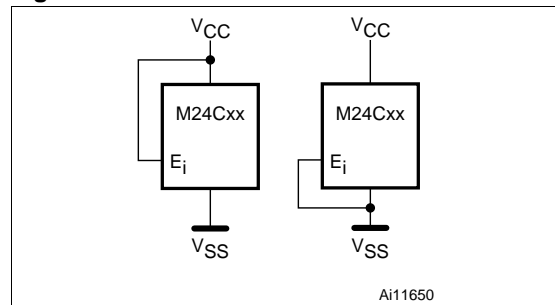 VCC VCC
M24Cxx M24Cxx
Ei Ei
VSS VSS
Ai11650